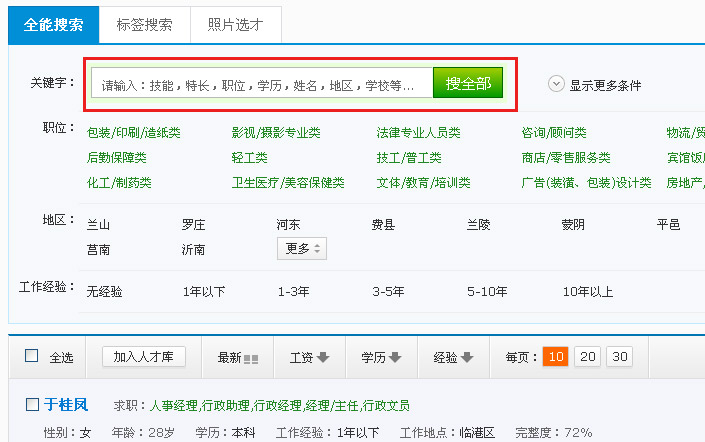 全能搜索 标签搜索 照片选才
关键字： 请输入：技能,特长,职位,学历,姓名,地区,学校等... 搜全部 显示更多条件
职位： 包装/印刷/造纸类 影视/摄影专业类 法律专业人员类 咨询/顾问类 物流/贸
后勤保障类 轻工类 技工/普工类 商店/零售服务类 宾馆饭店
化工/制药类 卫生医疗/美容保健类 文体/教育/培训类 广告(装潢、包装)设计类 房地产/
地区： 兰山 罗庄 河东 费县 兰陵 蒙阴 平邑
莒南 沂南 更多
工作经验： 无经验 1年以下 1-3年 3-5年 5-10年 10年以上
全选 加入人才库 最新 工资 学历 经验 每页： 10 20 30
于桂凤 求职：人事经理,行政助理,行政经理,经理/主任,行政文员
性别：女 年龄：28岁 学历：本科 工作经验：1年以下 工作地点：临港区 完整度：72%